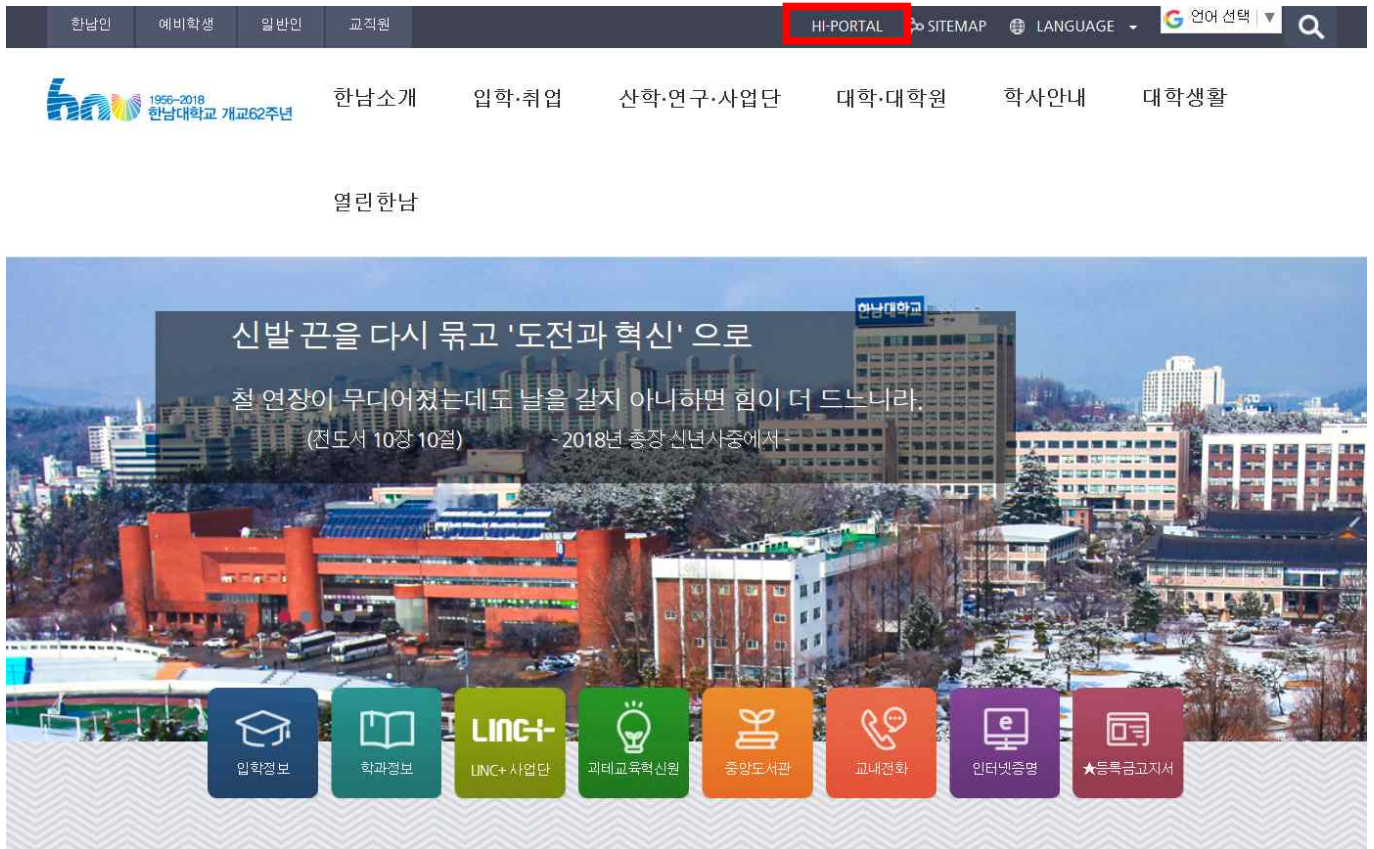 한남인 예비학생 일반인 교직원 HI-PORTAL SITEMAP LANGUAGE 언어 선택 ▼
hnu 1956-2018
한남대학교 개교62주년
한남소개 입학·취업 산학·연구·사업단 대학·대학원 학사안내 대학생활
열린한남
한남대학교
신발 끈을 다시 묶고 '도전과 혁신' 으로
철 연장이 무디어졌는데도 날을 갈지 아니하면 힘이 더 드느니라.
(전도서 10장 10절) - 2018년 총장 신년사중에서 -
LINC+
입학정보 학과정보 LINC+ 사업단 괴테교육혁신원 중앙도서관 교내전화 인터넷증명 ★등록금고지서